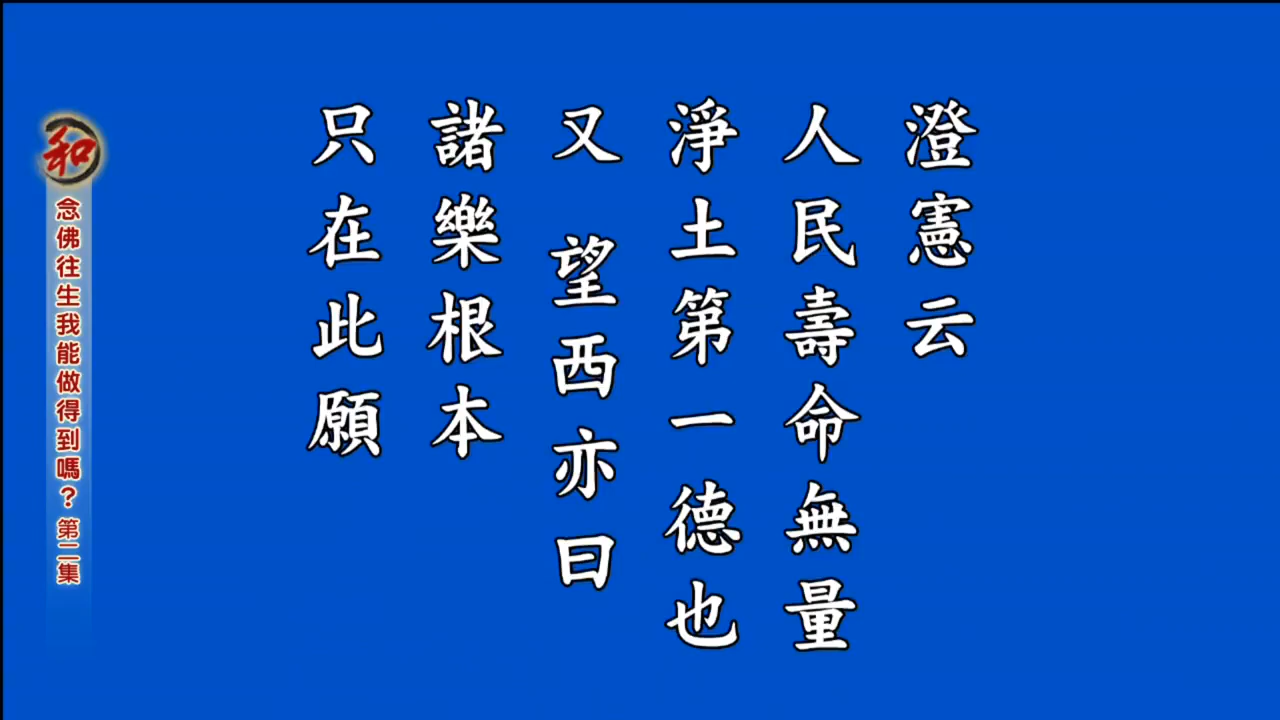 澄憲云
人民壽命無量
淨土第一德也
又 望西亦曰
諸樂根本
只在此願
和
念佛往生我能做得到嗎？第二集